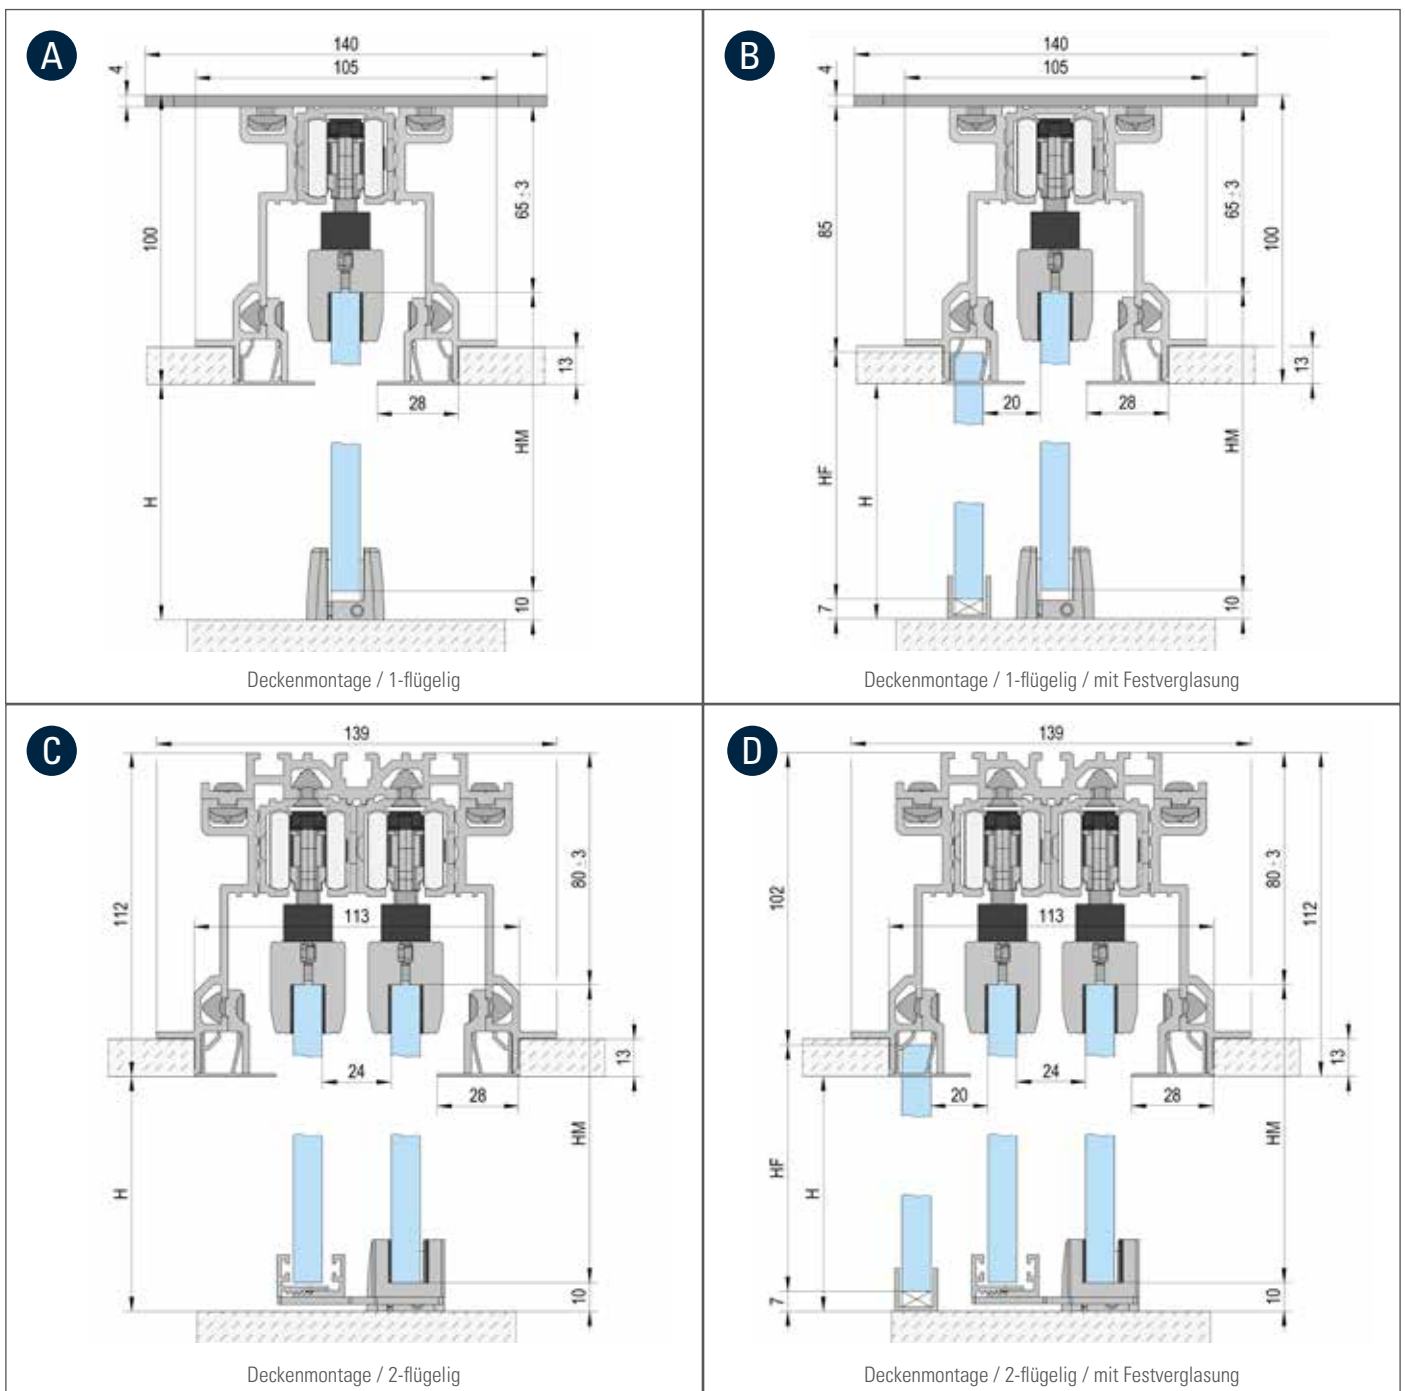 A
140
105
4
100
65 ±3
13
28
HM
H
10
Deckenmontage / 1-flügelig
B
140
105
4
85
65 ±3
100
13
20
28
HF
H
HM
7
10
Deckenmontage / 1-flügelig / mit Festverglasung
C
139
112
80 ±3
113
13
24
28
H
HM
10
Deckenmontage / 2-flügelig
D
139
102
80 ±3
112
113
13
20
24
28
HF
H
HM
7
10
Deckenmontage / 2-flügelig / mit Festverglasung